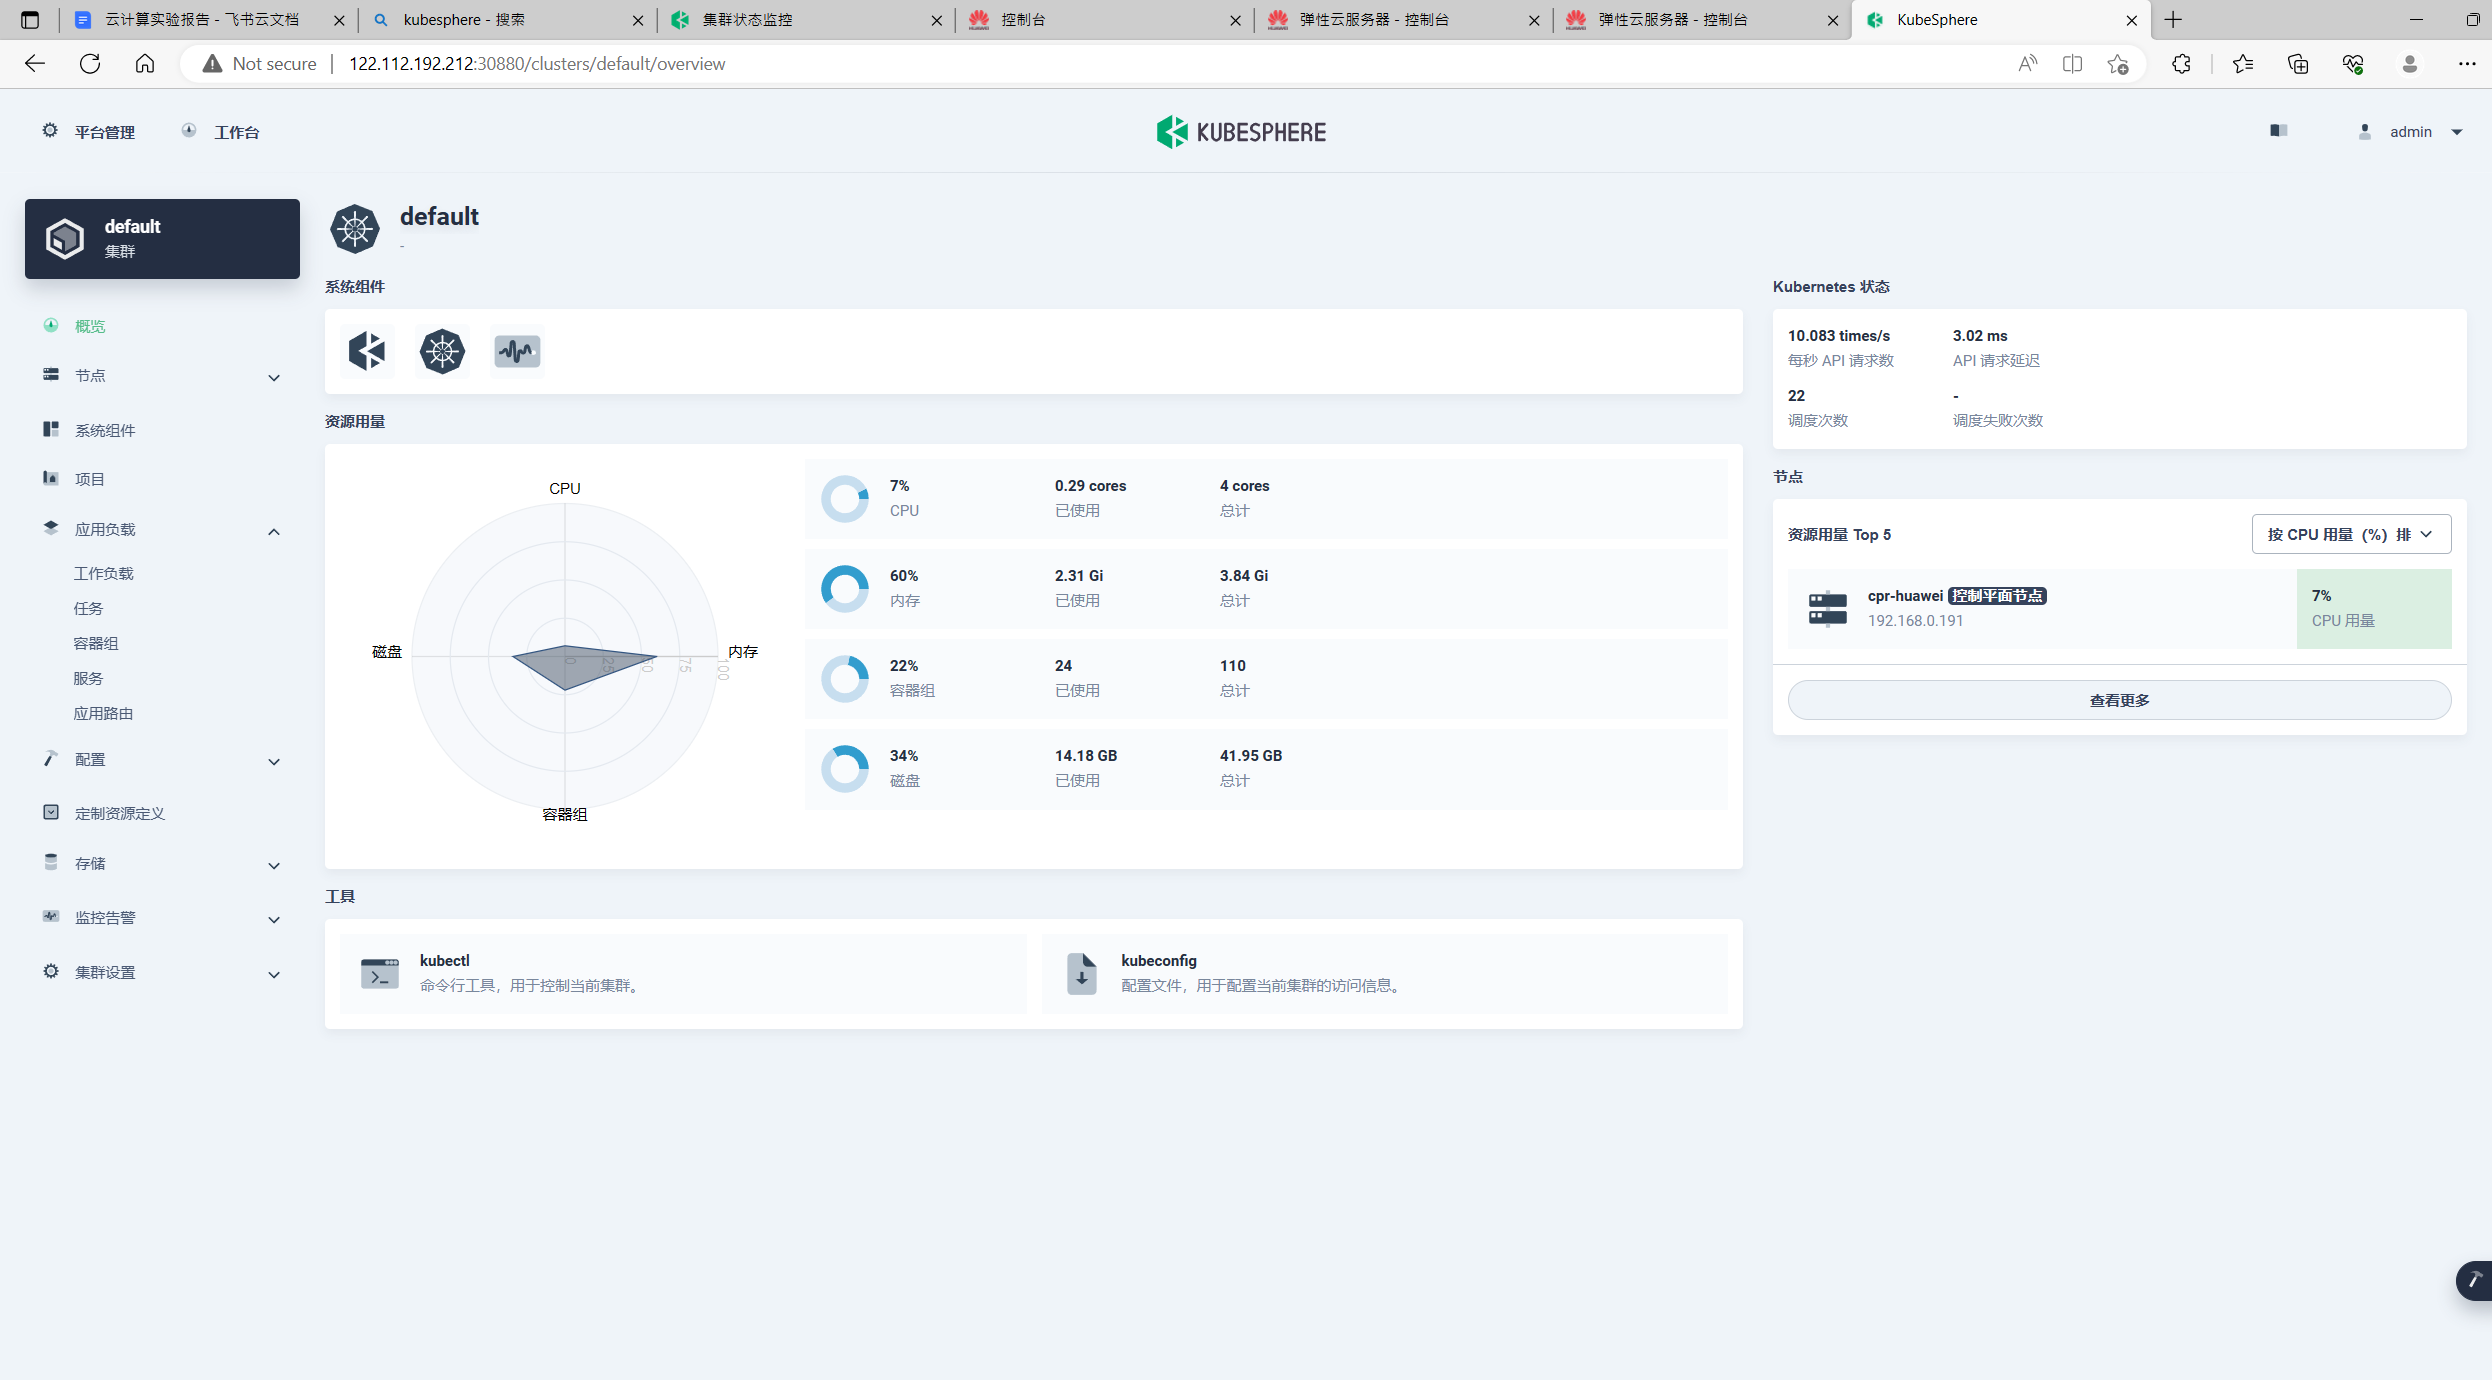 云计算实验报告 - 飞书云文档
kubesphere - 搜索
集群状态监控
控制台
弹性云服务器 - 控制台
弹性云服务器 - 控制台
KubeSphere
Not secure
122.112.192.212:30880/clusters/default/overview
平台管理
工作台
KUBESPHERE
admin
default
集群
概览
节点
系统组件
项目
应用负载
工作负载
任务
容器组
服务
应用路由
配置
定制资源定义
存储
监控告警
集群设置
default
-
系统组件
资源用量
CPU
内存
容器组
磁盘
0
25
50
75
100
7%
CPU
0.29 cores
已使用
4 cores
总计
60%
内存
2.31 Gi
已使用
3.84 Gi
总计
22%
容器组
24
已使用
110
总计
34%
磁盘
14.18 GB
已使用
41.95 GB
总计
工具
kubectl
命令行工具，用于控制当前集群。
kubeconfig
配置文件，用于配置当前集群的访问信息。
Kubernetes 状态
10.083 times/s
每秒 API 请求数
3.02 ms
API 请求延迟
22
调度次数
-
调度失败次数
节点
资源用量 Top 5
按 CPU 用量（%）排
cpr-huawei 控制平面节点
192.168.0.191
7%
CPU 用量
查看更多